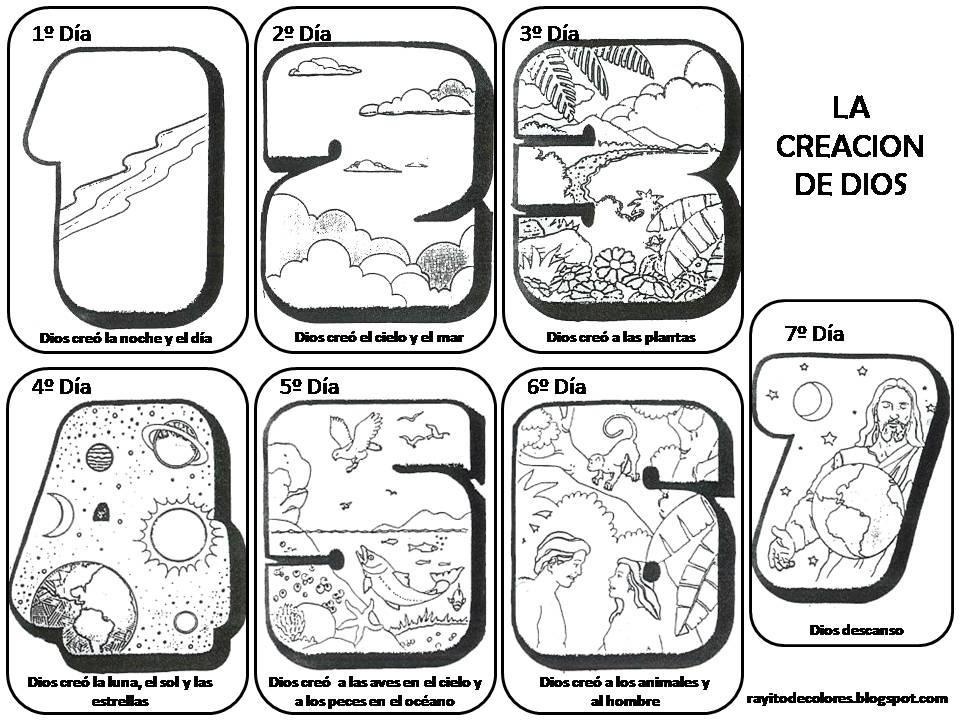 1º Día
Dios creó la noche y el día
2º Día
Dios creó el cielo y el mar
3º Día
Dios creó a las plantas
LA
CREACION
DE DIOS
4º Día
Dios creó la luna, el sol y las
estrellas
5º Día
Dios creó a las aves en el cielo y
a los peces en el océano
6º Día
Dios creó a los animales y
al hombre
7º Día
Dios descanso
rayitodecolores.blogspot.com